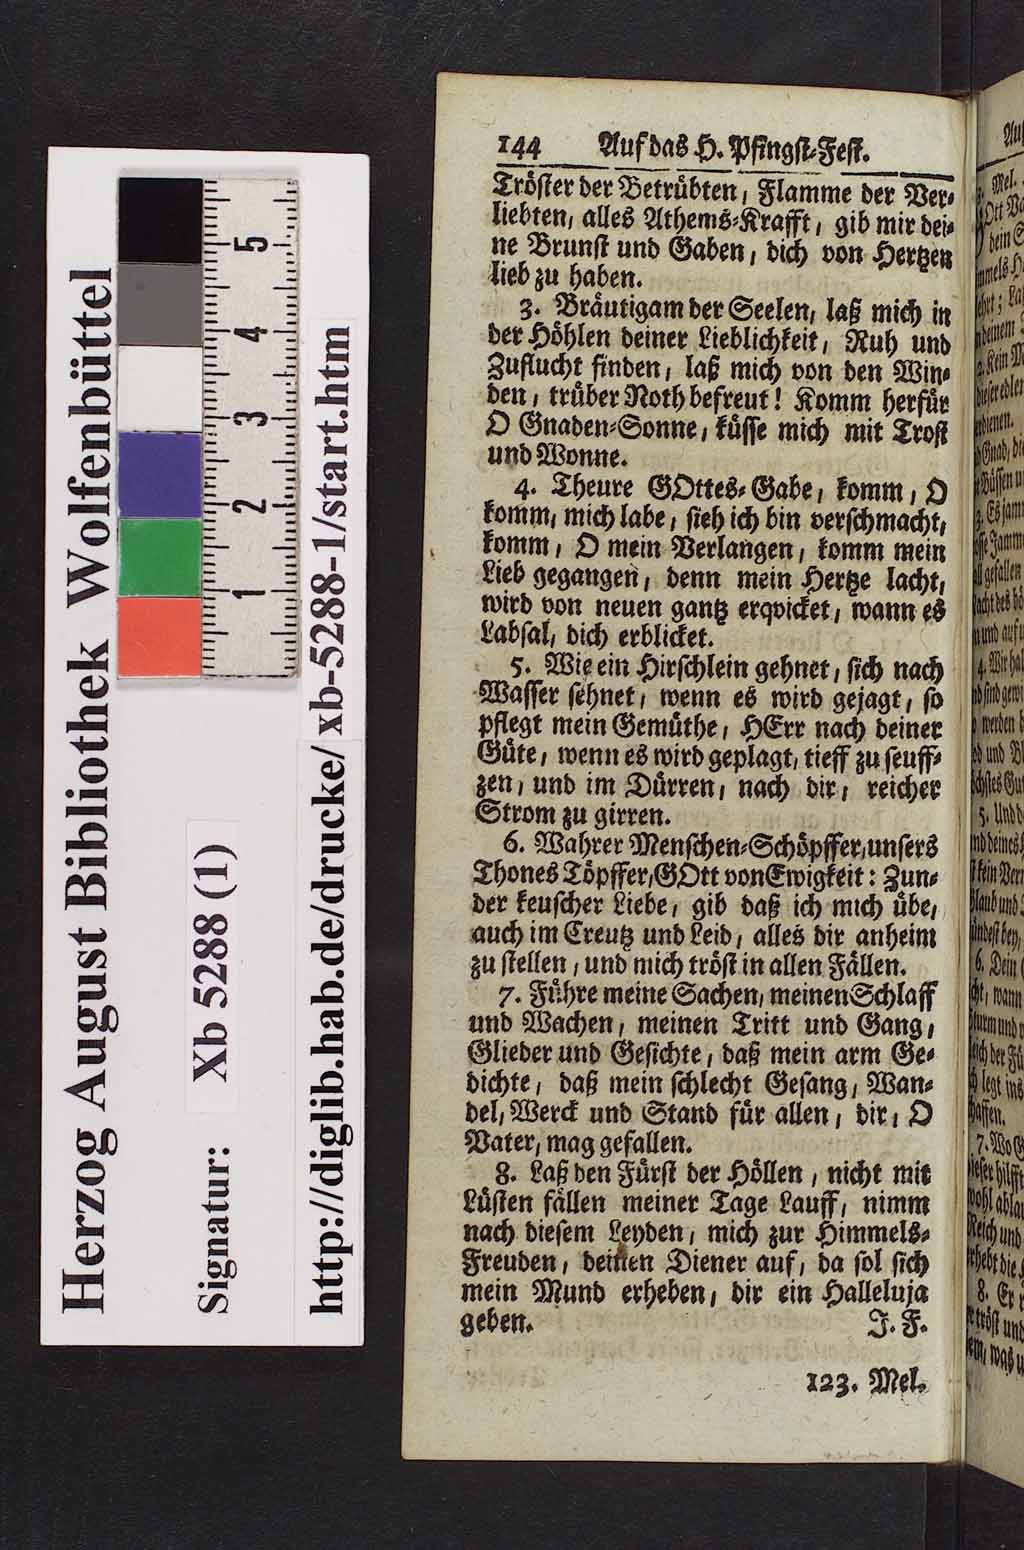 Herzog August Bibliothek Wolfenbüttel
Signatur: Xb 5288 (1)
http://diglib.hab.de/drucke/ xb-5288-1/start.htm
5
4
3
2
1
144 Auf das H. Pfingst-Fest.
Tröster der Betrübten, Flamme der Ver-
liebten, alles Athems-Krafft, gib mir dei-
ne Brunst und Gaben, dich von Hertzen
lieb zu haben.
3. Bräutigam der Seelen, laß mich in
der Höhlen deiner Lieblichkeit, Ruh und
Zuflucht finden, laß mich von den Win-
den, trüber Noth befreut! Komm herfür
O Gnaden-Sonne, küsse mich mit Trost
und Wonne.
4. Theure GOttes-Gabe, komm, O
komm, mich labe, sieh ich bin verschmacht,
komm, O mein Verlangen, komm mein
Lieb gegangen, denn mein Hertze lacht,
wird von neuen gantz erqvicket, wann es
Labsal, dich erblicket.
5. Wie ein Hirschlein gehnet, sich nach
Wasser sehnet, wenn es wird gejagt, so
pflegt mein Gemüthe, HErr nach deiner
Güte, wenn es wird geplagt, tieff zu seuff-
zen, und im Dürren, nach dir, reicher
Strom zu girren.
6. Wahrer Menschen-Schöpffer, unsers
Thones Töpffer, GOtt von Ewigkeit: Zun-
der keuscher Liebe, gib daß ich mich übe,
auch im Creutz und Leid, alles dir anheim
zu stellen, und mich tröst in allen Fällen.
7. Führe meine Sachen, meinen Schlaff
und Wachen, meinen Tritt und Gang,
Glieder und Gesichte, daß mein arm Ge-
dichte, daß mein schlecht Gesang, Wan-
del, Werck und Stand für allen, dir, O
Vater, mag gefallen.
8. Laß den Fürst der Höllen, nicht mit
Lüsten fällen meiner Tage Lauff, nimm
nach diesem Leyden, mich zur Himmels-
Freuden, deinen Diener auf, da sol sich
mein Mund erheben, dir ein Halleluja
geben. J. F.
123. Mel.